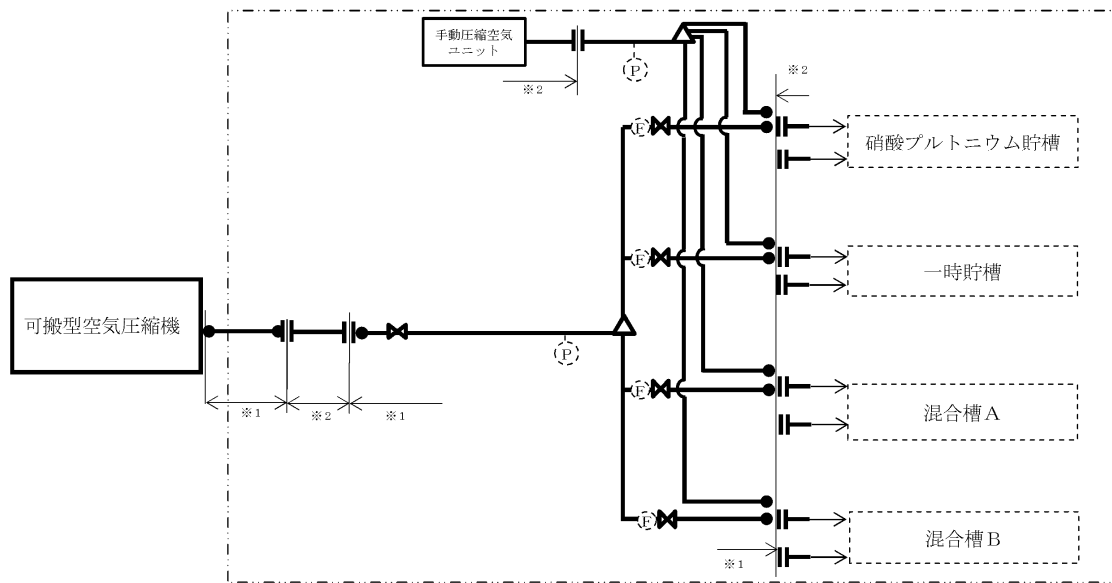 手動圧縮空気
ユニット
※2
P
※2
F
硝酸プルトニウム貯槽
F
一時貯槽
可搬型空気圧縮機
P
※1
※2
※1
F
混合槽A
F
混合槽B
※1